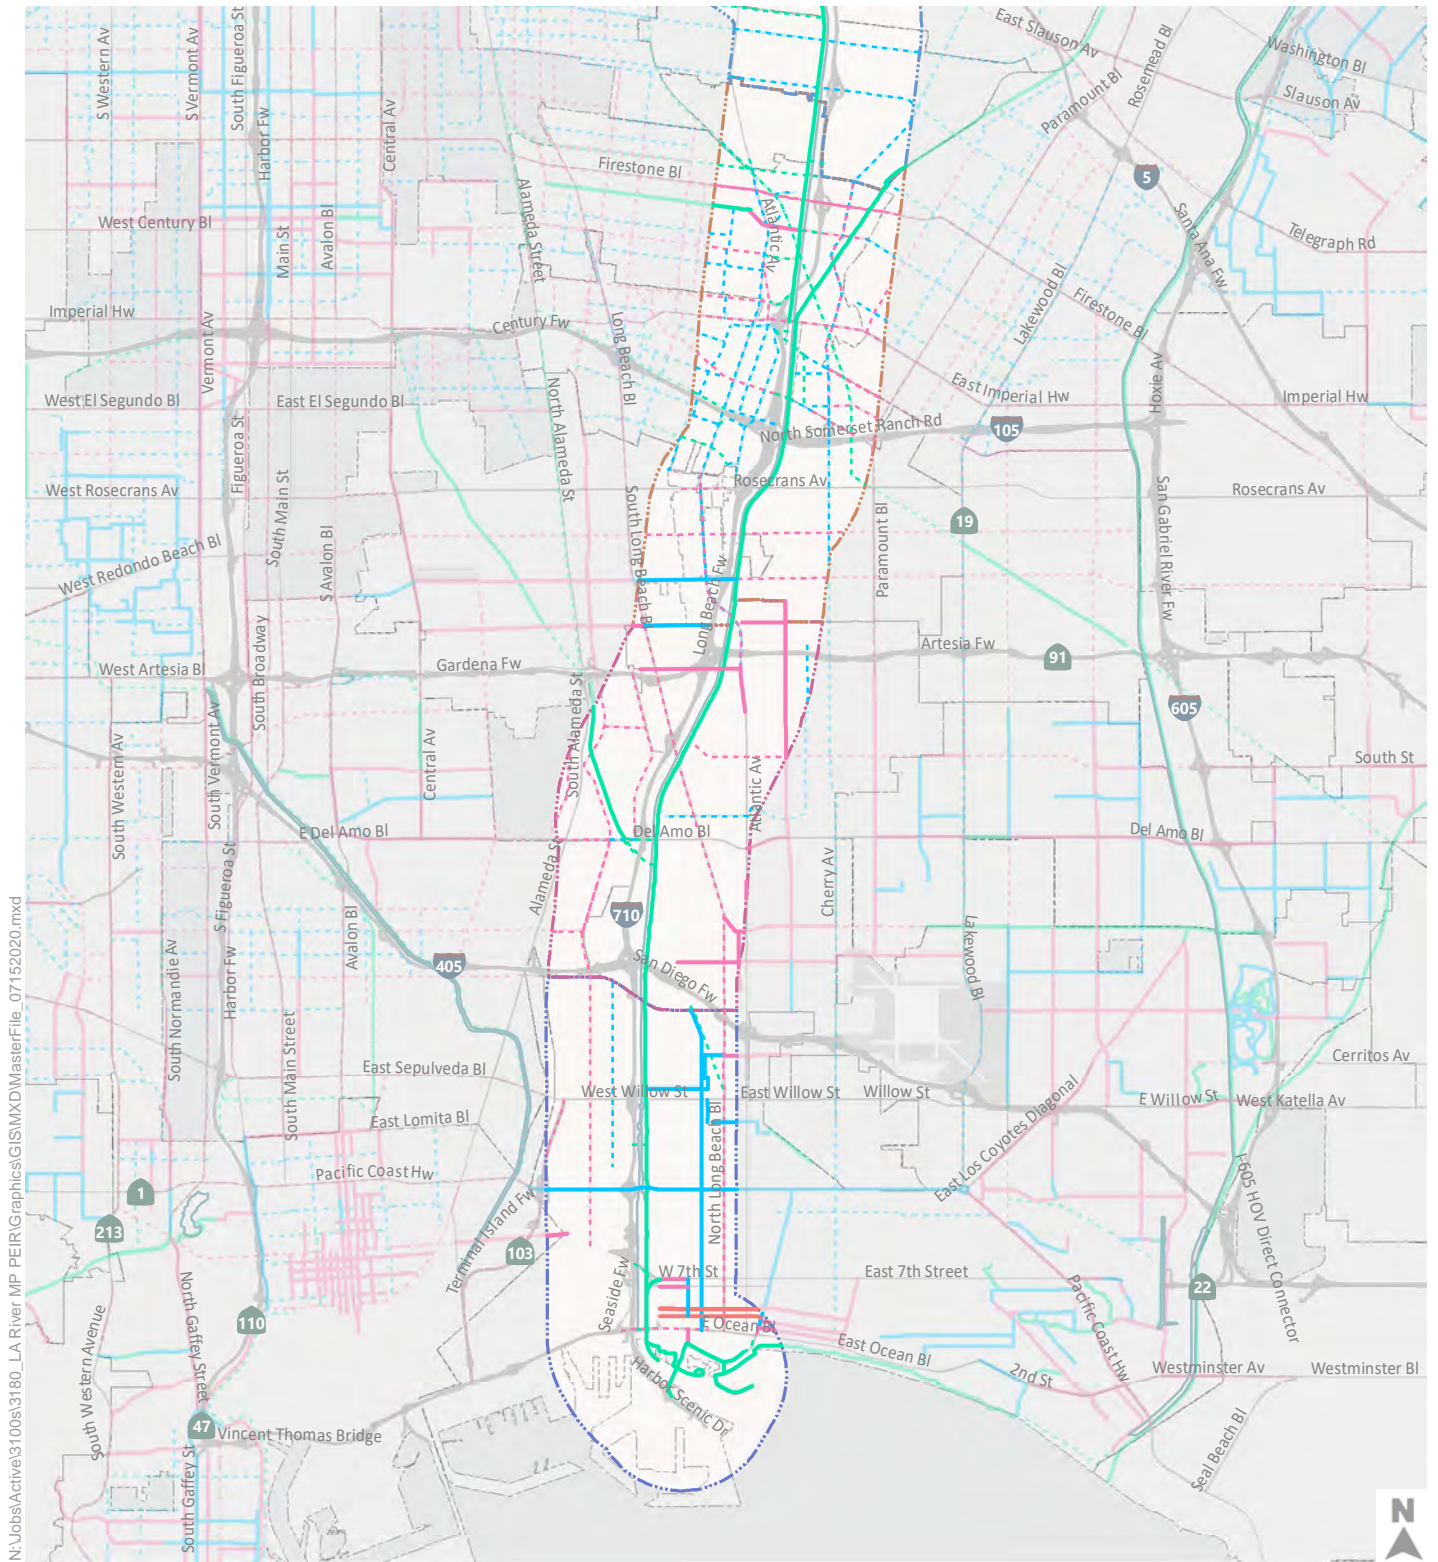 East Slauson Av
Rosemead Bl
Washington Bl
S Western Av
S Vermont Av
South Figueroa St
Harbor Fw
Central Av
Slauson Av
Paramount Bl
Firestone Bl
5
Alameda Street
Atlantic Av
Santa Ana Fw
West Century Bl
Main St
Avalon Bl
Telegraph Rd
Lakewood Bl
Firestone Bl
Imperial Hw
Century Fw
Vermont Av
Long Beach Bl
Hoxie Av
West El Segundo Bl
East El Segundo Bl
North Alameda St
East Imperial Hw
Imperial Hw
North Somerset Ranch Rd
105
Figueroa St
West Rosecrans Av
South Main St
Rosecrans Av
Rosecrans Av
19
South Long Beach B
San Gabriel River Fw
West Redondo Beach Bl
S Avalon Bl
Paramount Bl
Long Beach Fw
Artesia Fw
91
West Artesia Bl
South Broadway
Gardena Fw
605
South Western Av
South Vermont Av
Central Av
South Alameda St
Atlantic Av
South St
E Del Amo Bl
Del Amo Bl
Del Amo Bl
S Figueroa St
Alameda St
Cherry Av
710
Avalon Bl
405
San Diego Fw
Lakewood Bl
South Normandie Av
Harbor Fw
South Main Street
East Sepulveda Bl
Cerritos Av
West Willow St
East Willow St
Willow St
E Willow St
West Katella Av
East Lomita Bl
East Los Coyotes Diagonal
Pacific Coast Hw
1
North Long Beach Bl
I-605 HOV Direct Connector
213
Terminal Island Fw
103
Seaside Fw
W 7th St
East 7th Street
Pacific Coast Hw
22
North Gaffey Street
110
E Ocean Bl
East Ocean Bl
2nd St
Westminster Av
Westminster Bl
South Western Avenue
Harbor Scenic Dr
47
Vincent Thomas Bridge
Seal Beach Bl
South Gaffey St
N
N:\Jobs\Active\3100s\3180_LA River MP PEIR\Graphics\GIS\MXD\MasterFile_07152020.mxd